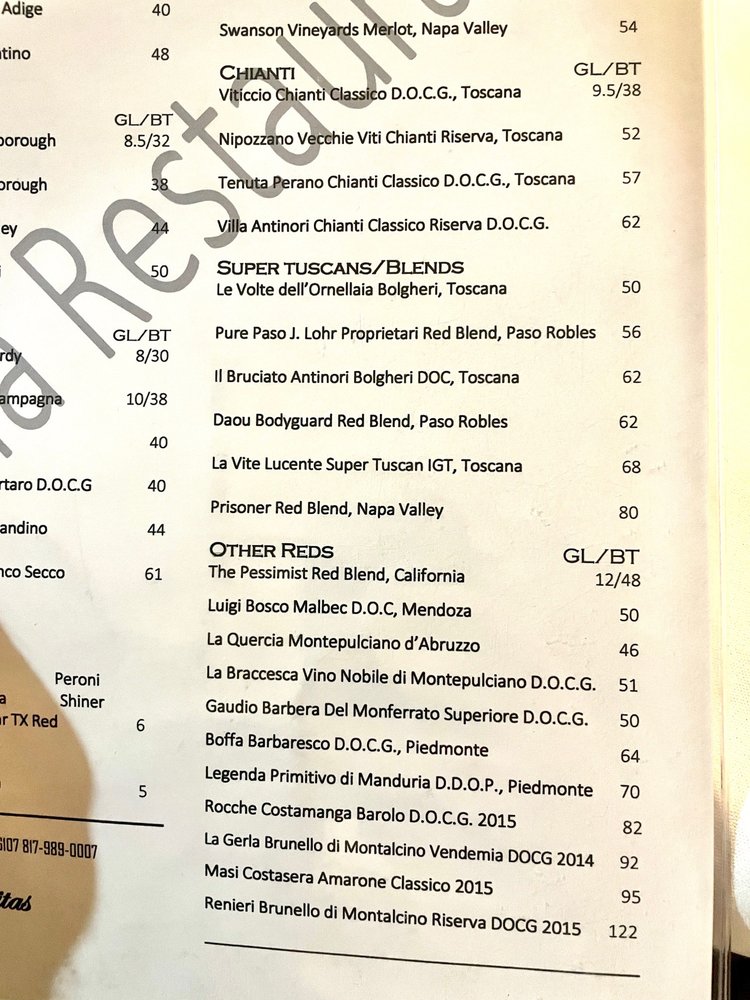 Adige 40
tino 48
GL/BT
borough 8.5/32
orough 38
ey 44
50
GL/BT
rdy 8/30
ampagna 10/38
40
rtaro D.O.C.G 40
andino 44
nco Secco 61
Peroni
a Shiner
r TX Red 6
5
6107 817-989-0007
itas
Swanson Vineyards Merlot, Napa Valley 54
CHIANTI GL/BT
Viticcio Chianti Classico D.O.C.G., Toscana 9.5/38
Nipozzano Vecchie Viti Chianti Riserva, Toscana 52
Tenuta Perano Chianti Classico D.O.C.G., Toscana 57
Villa Antinori Chianti Classico Riserva D.O.C.G. 62
SUPER TUSCANS/BLENDS
Le Volte dell'Ornellaia Bolgheri, Toscana 50
Pure Paso J. Lohr Proprietari Red Blend, Paso Robles 56
Il Bruciato Antinori Bolgheri DOC, Toscana 62
Daou Bodyguard Red Blend, Paso Robles 62
La Vite Lucente Super Tuscan IGT, Toscana 68
Prisoner Red Blend, Napa Valley 80
OTHER REDS GL/BT
The Pessimist Red Blend, California 12/48
Luigi Bosco Malbec D.O.C, Mendoza 50
La Quercia Montepulciano d'Abruzzo 46
La Braccesca Vino Nobile di Montepulciano D.O.C.G. 51
Gaudio Barbera Del Monferrato Superiore D.O.C.G. 50
Boffa Barbaresco D.O.C.G., Piedmonte 64
Legenda Primitivo di Manduria D.D.O.P., Piedmonte 70
Rocche Costamanga Barolo D.O.C.G. 2015 82
La Gerla Brunello di Montalcino Vendemia DOCG 2014 92
Masi Costasera Amarone Classico 2015 95
Renieri Brunello di Montalcino Riserva DOCG 2015 122
a Restaura